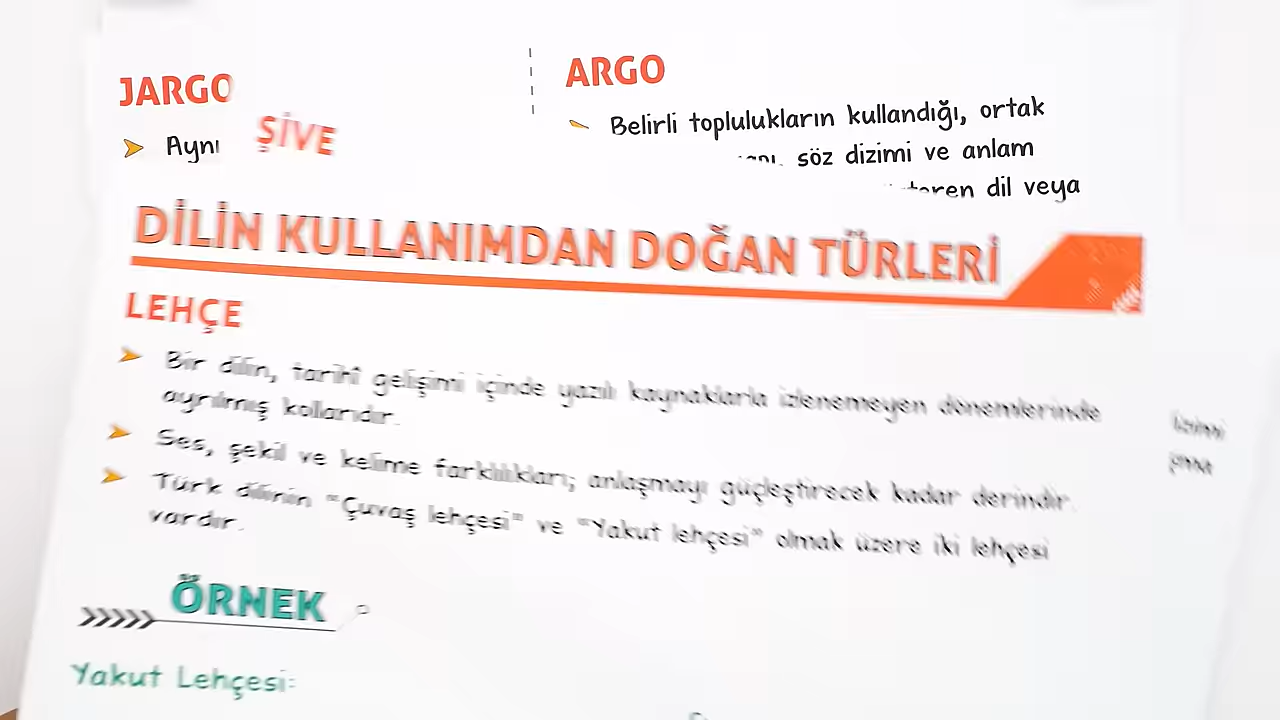 JARGO
Aynı
ŞİVE
ARGO
Belirli toplulukların kullandığı, ortak
söz dizimi ve anlam
dil veya
DİLİN KULLANIMDAN DOĞAN TÜRLERİ
LEHÇE
Bir dilin, tarihî gelişimi içinde yazılı kaynaklarla izlenemeyen dönemlerinde
ayrılmış kollarıdır.
Ses, şekil ve kelime farklılıkları; anlaşmayı güçleştirecek kadar derindir.
Türk dilinin "Çuvaş lehçesi" ve "Yakut lehçesi" olmak üzere iki lehçesi
vardır.
ÖRNEK
Yakut Lehçesi: